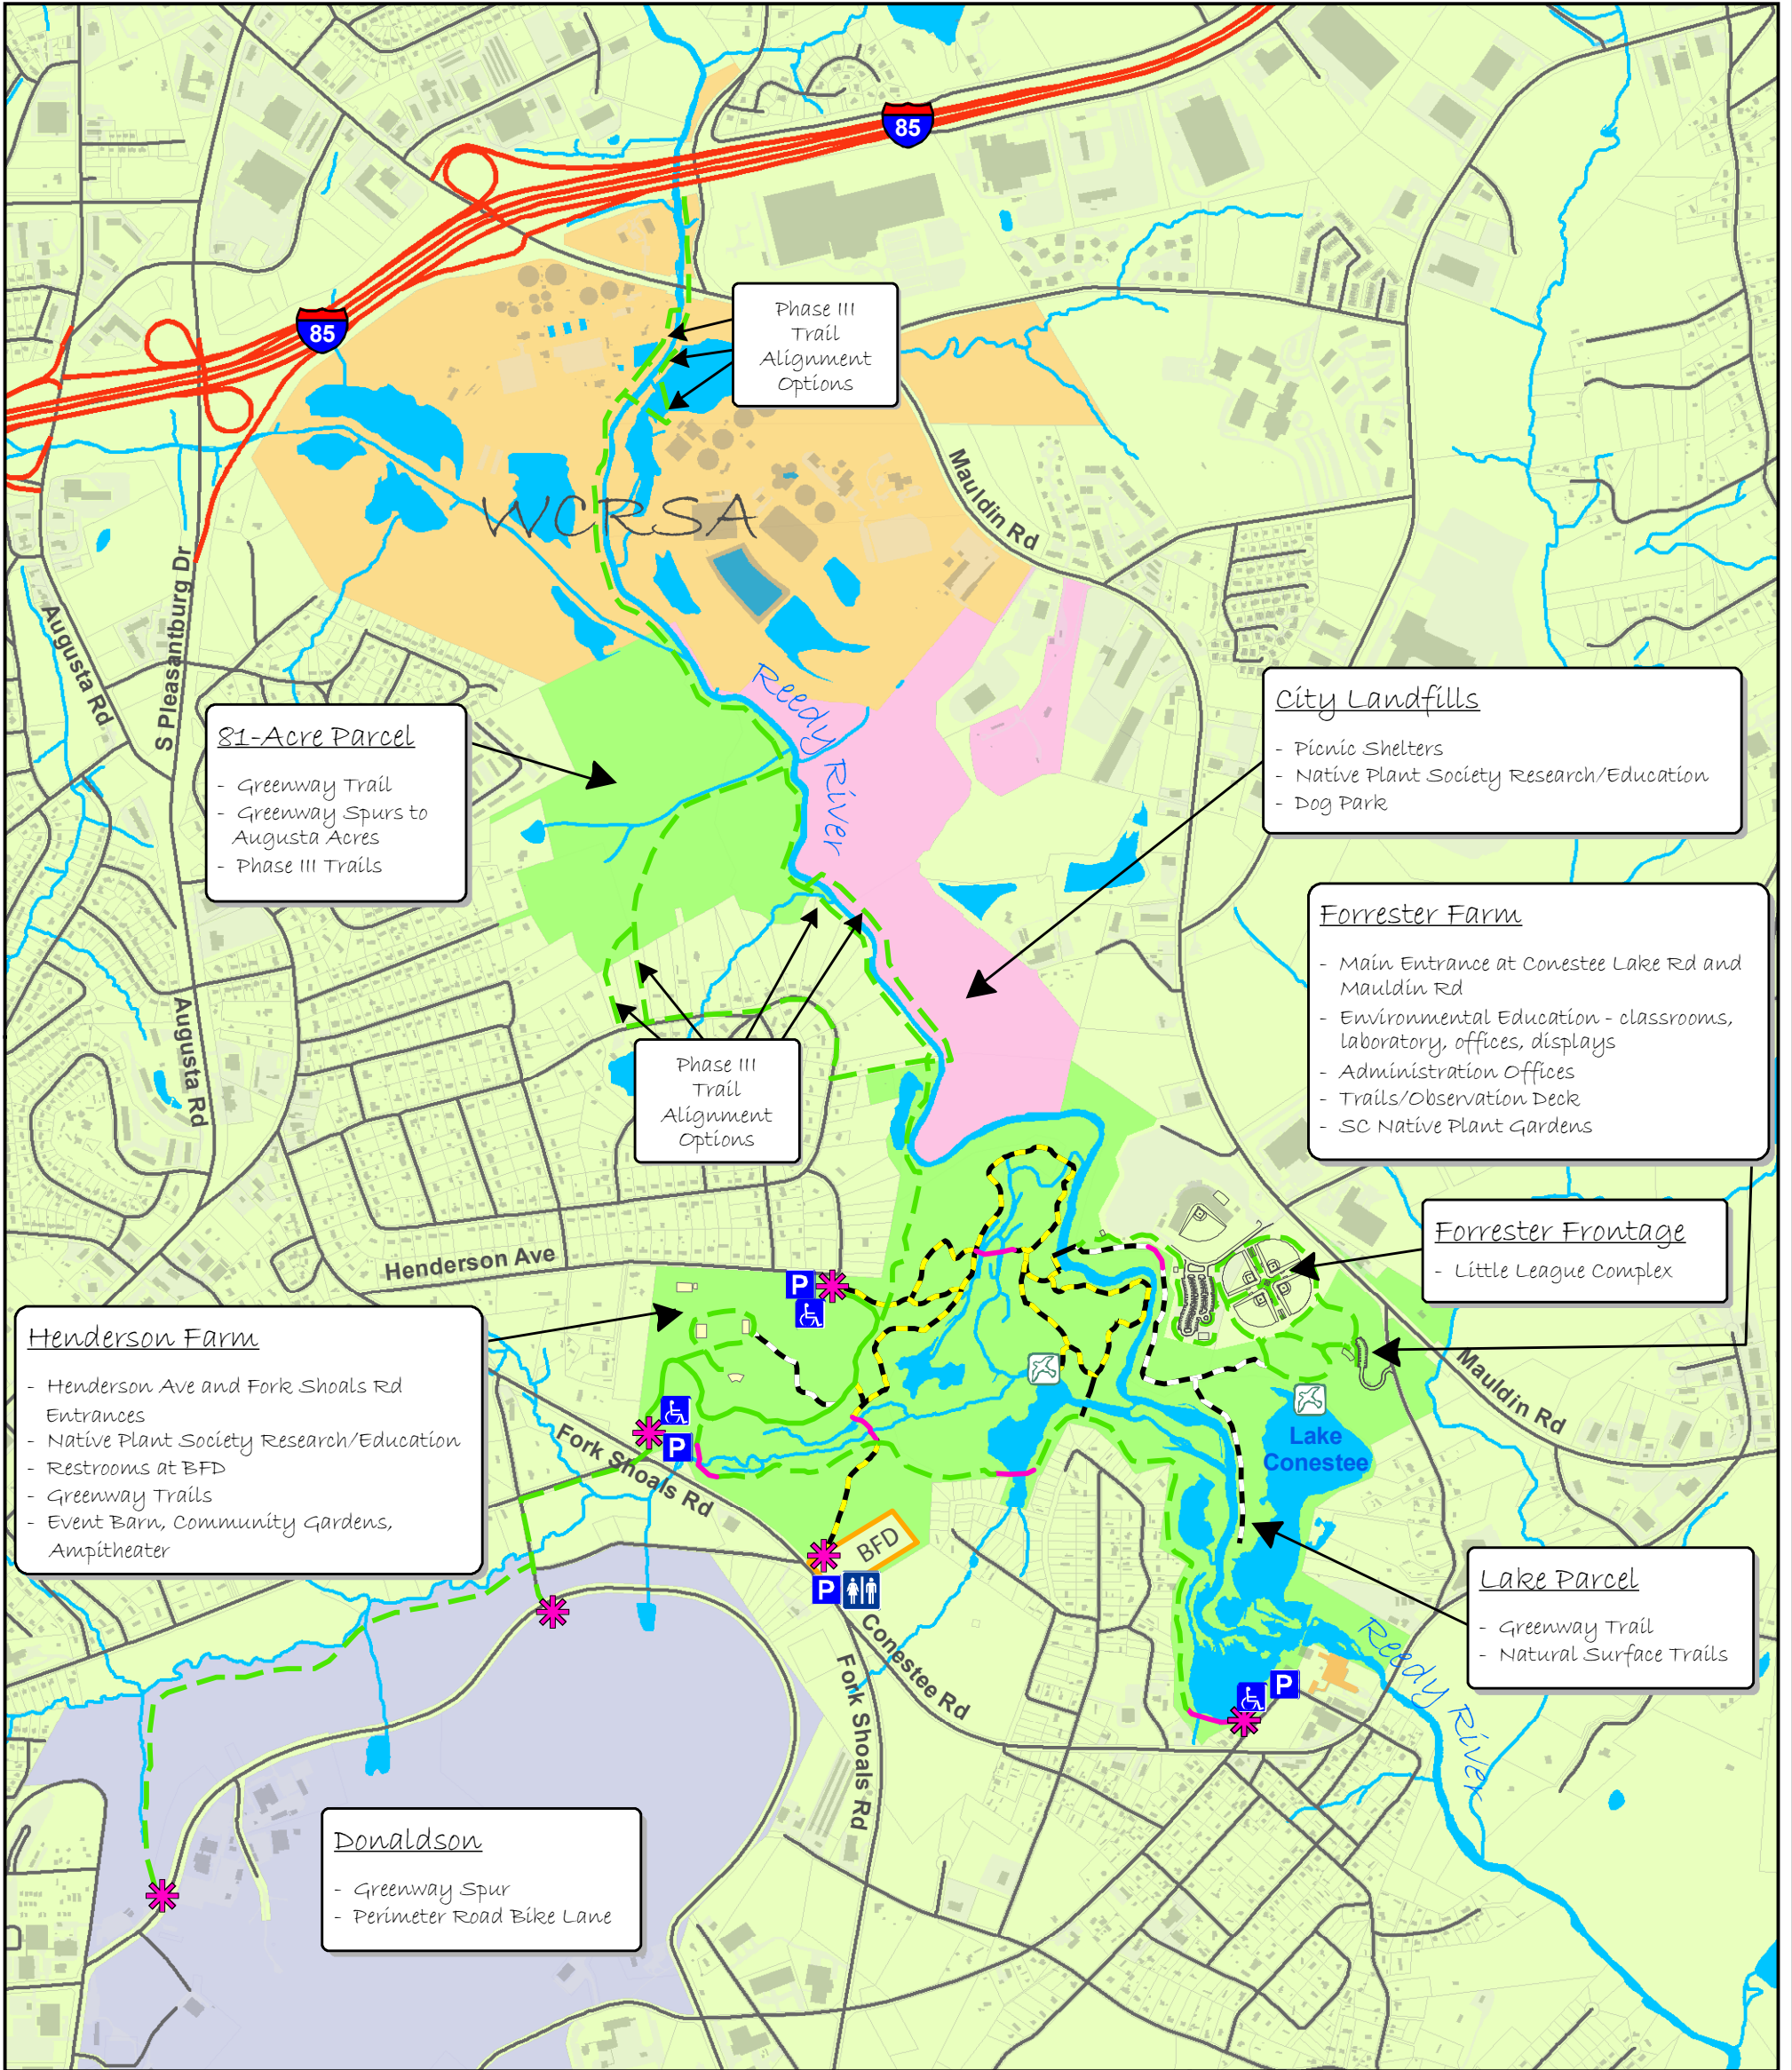 85
85
Phase III
Trail
Alignment
Options
WCRSA
Mauldin Rd
S Pleasantburg Dr
Augusta Rd
Reedy
River
City Landfills
- Picnic Shelters
- Native Plant Society Research/Education
- Dog Park
81-Acre Parcel
- Greenway Trail
- Greenway Spurs to
Augusta Acres
- Phase III Trails
Forrester Farm
- Main Entrance at Conestee Lake Rd and
Mauldin Rd
- Environmental Education - classrooms,
laboratory, offices, displays
- Administration Offices
- Trails/Observation Deck
- SC Native Plant Gardens
Augusta Rd
Phase III
Trail
Alignment
Options
Forrester Frontage
- Little League Complex
Henderson Ave
P
Henderson Farm
- Henderson Ave and Fork Shoals Rd
Entrances
- Native Plant Society Research/Education
- Restrooms at BFD
- Greenway Trails
- Event Barn, Community Gardens,
Ampitheater
Mauldin Rd
P
Fork Shoals Rd
Lake
Conestee
BFD
P
Lake Parcel
- Greenway Trail
- Natural Surface Trails
Conestee Rd
Fork Shoals Rd
P
Reedy River
Donaldson
- Greenway Spur
- Perimeter Road Bike Lane